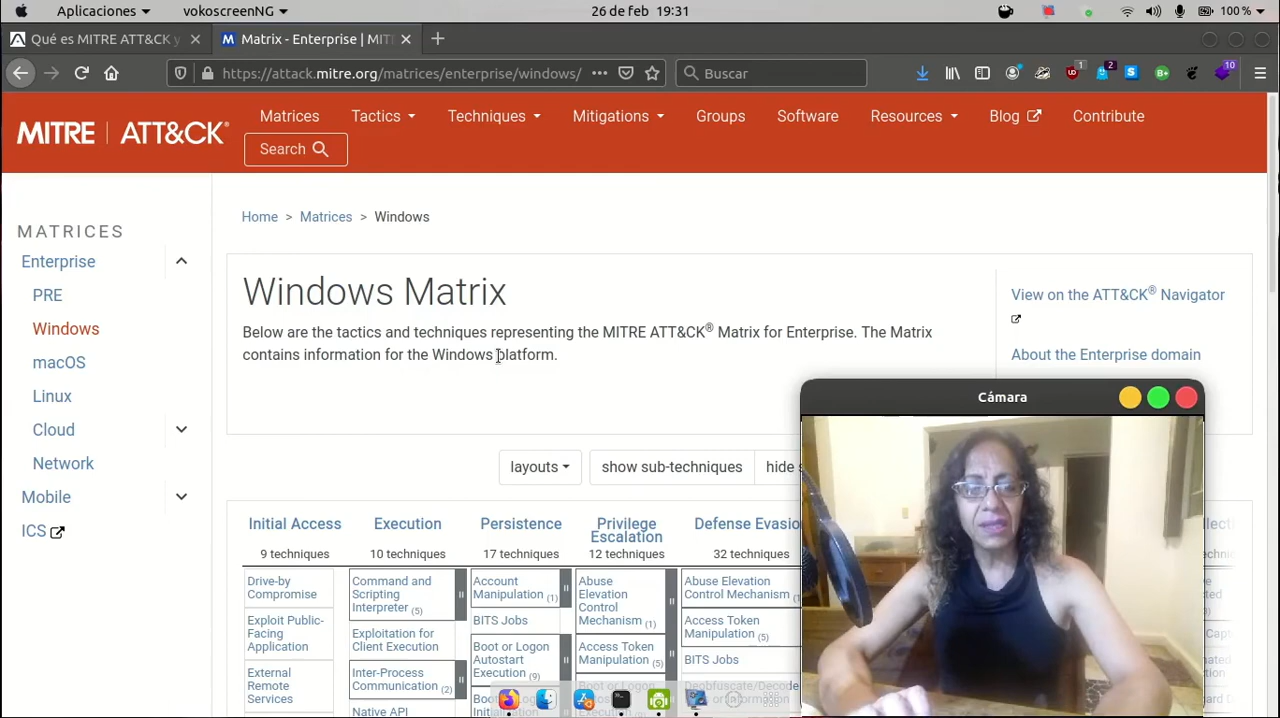 Aplicaciones vokoscreenNG 26 de feb 19:31 100 %
Qué es MITRE ATT&CK y Matrix - Enterprise | MIT
https://attack.mitre.org/matrices/enterprise/windows/ Buscar 1 2 10
MITRE | ATT&CK® Matrices Tactics Techniques Mitigations Groups Software Resources Blog Contribute
Search
MATRICES
Enterprise
PRE
Windows
macOS
Linux
Cloud
Network
Mobile
ICS
Home > Matrices > Windows
Windows Matrix
Below are the tactics and techniques representing the MITRE ATT&CK® Matrix for Enterprise. The Matrix
contains information for the Windows platform.
View on the ATT&CK® Navigator
About the Enterprise domain
Cámara
layouts show sub-techniques hide
Initial Access
9 techniques
Drive-by
Compromise
Exploit Public-
Facing
Application
External
Remote
Services
Execution
10 techniques
Command and
Scripting
Interpreter (5)
Exploitation for
Client Execution
Inter-Process
Communication (2)
Native API
Persistence
17 techniques
Account
Manipulation (1)
BITS Jobs
Boot or Logon
Autostart
Execution (9)
Privilege
Escalation
12 techniques
Abuse
Elevation
Control
Mechanism (1)
Access Token
Manipulation (5)
Defense Evasio
32 techniques
Abuse Elevation
Control Mechanism (1)
Access Token
Manipulation (5)
BITS Jobs